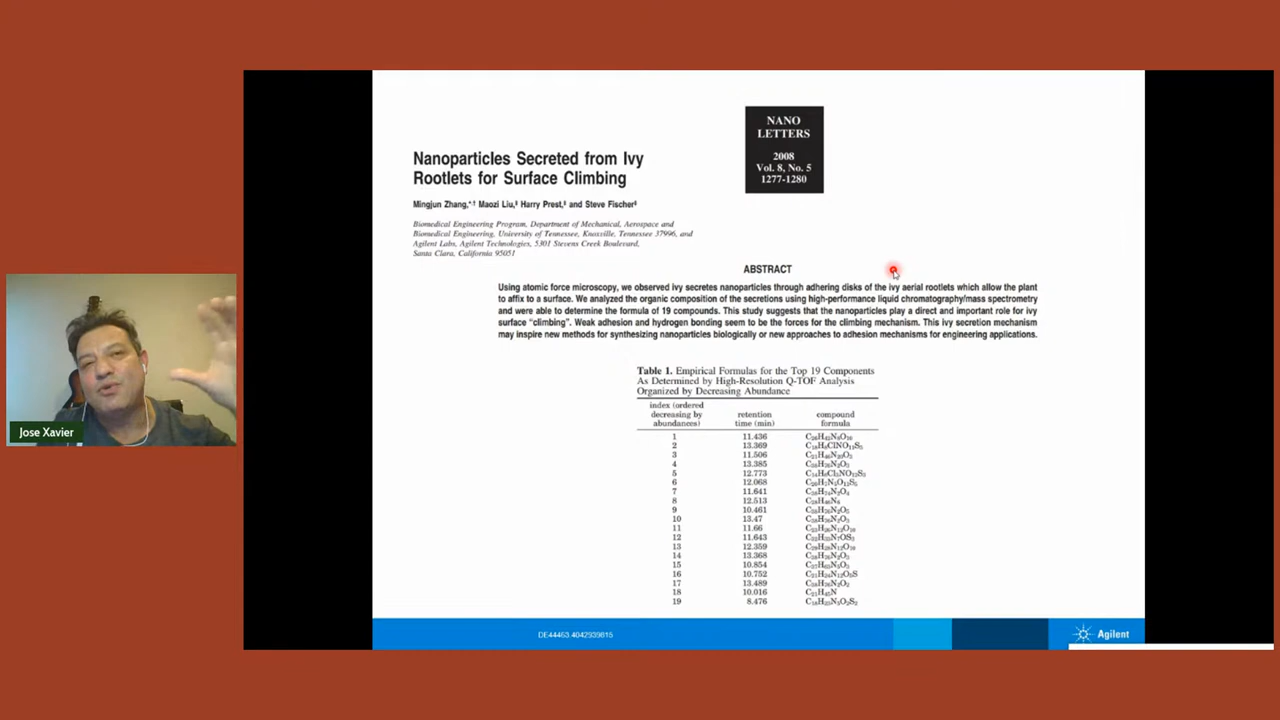 NANO
LETTERS
2008
Vol. 8, No. 5
1277-1280
Nanoparticles Secreted from Ivy
Rootlets for Surface Climbing
Mingjun Zhang,*,† Maozi Liu,‡ Harry Prest,‡ and Steve Fischer‡
Biomedical Engineering Program, Department of Mechanical, Aerospace and
Biomedical Engineering, University of Tennessee, Knoxville, Tennessee 37996, and
Agilent Labs, Agilent Technologies, 5301 Stevens Creek Boulevard,
Santa Clara, California 95051
ABSTRACT
Using atomic force microscopy, we observed ivy secretes nanoparticles through adhering disks of the ivy aerial rootlets which allow the plant
to affix to a surface. We analyzed the organic composition of the secretions using high-performance liquid chromatography/mass spectrometry
and were able to determine the formula of 19 compounds. This study suggests that the nanoparticles play a direct and important role for ivy
surface “climbing”. Weak adhesion and hydrogen bonding seem to be the forces for the climbing mechanism. This ivy secretion mechanism
may inspire new methods for synthesizing nanoparticles biologically or new approaches to adhesion mechanisms for engineering applications.
Table 1. Empirical Formulas for the Top 19 Components
As Determined by High-Resolution Q-TOF Analysis
Organized by Decreasing Abundance
index (ordered
decreasing by
abundances) retention
time (min) compound
formula
1 11.436
2 13.369
3 11.506
4 13.385
5 12.773
6 12.068
7 11.641
8 12.513
9 10.461
10 13.47
11 11.66
12 11.643
13 12.359
14 13.368
15 10.854
16 10.752
17 13.489
18 10.016
19 8.476
Jose Xavier
DE44463.4042939815
Agilent